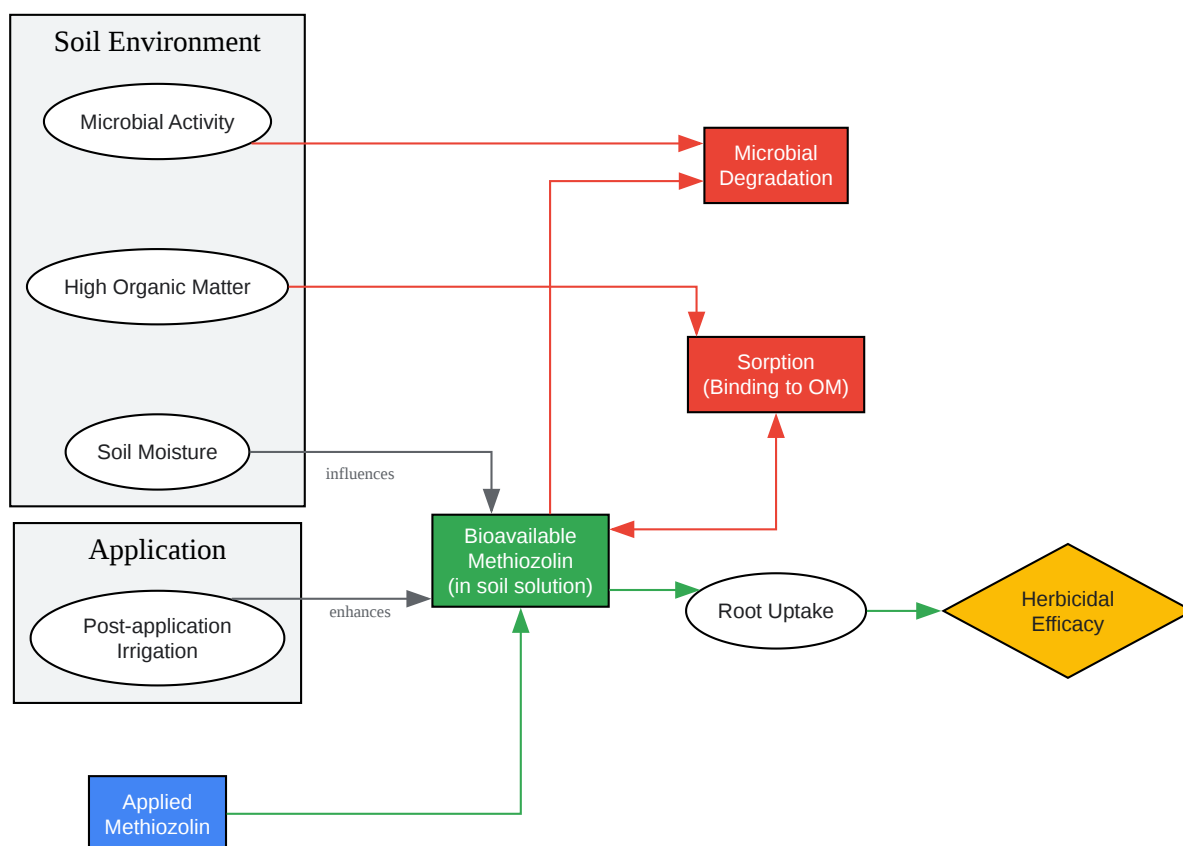 Soil Environment
Microbial Activity
Microbial
Degradation
High Organic Matter
Sorption
(Binding to OM)
Soil Moisture
influences
Bioavailable
Methiozolin
(in soil solution)
Application
Post-application
Irrigation
enhances
Root Uptake
Herbicidal
Efficacy
Applied
Methiozolin